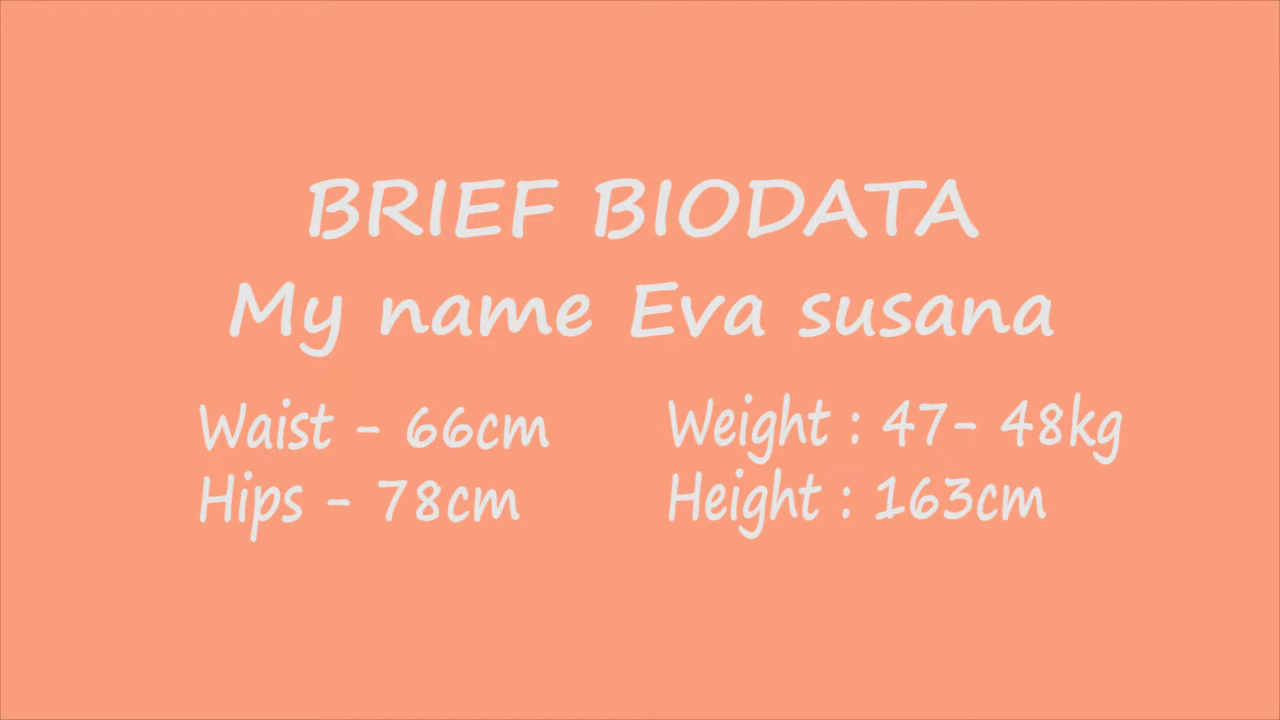 BRIEF BIODATA
My name Eva susana
Waist - 66cm
Hips - 78cm
Weight : 47- 48kg
Height : 163cm